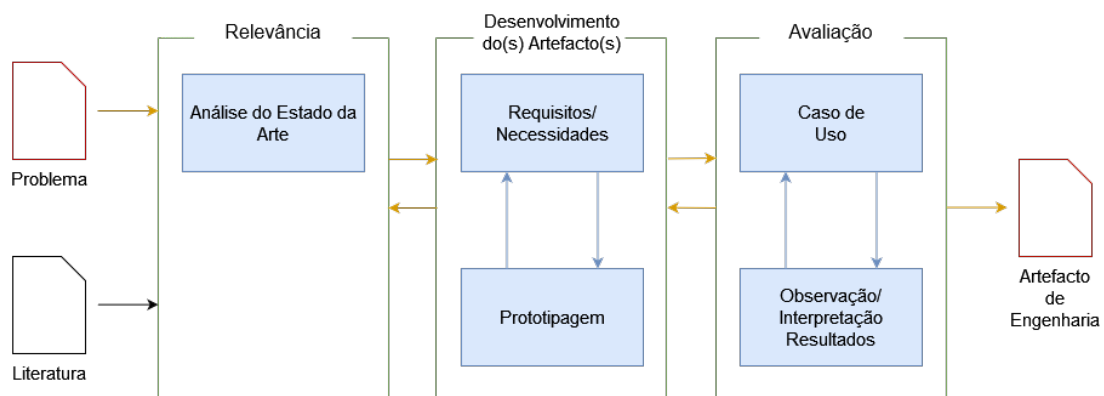 Relevância
Desenvolvimento
do(s) Artefacto(s)
Avaliação
Análise do Estado da
Arte
Requisitos/
Necessidades
Caso de
Uso
Problema
Prototipagem
Observação/
Interpretação
Resultados
Artefacto
de
Engenharia
Literatura